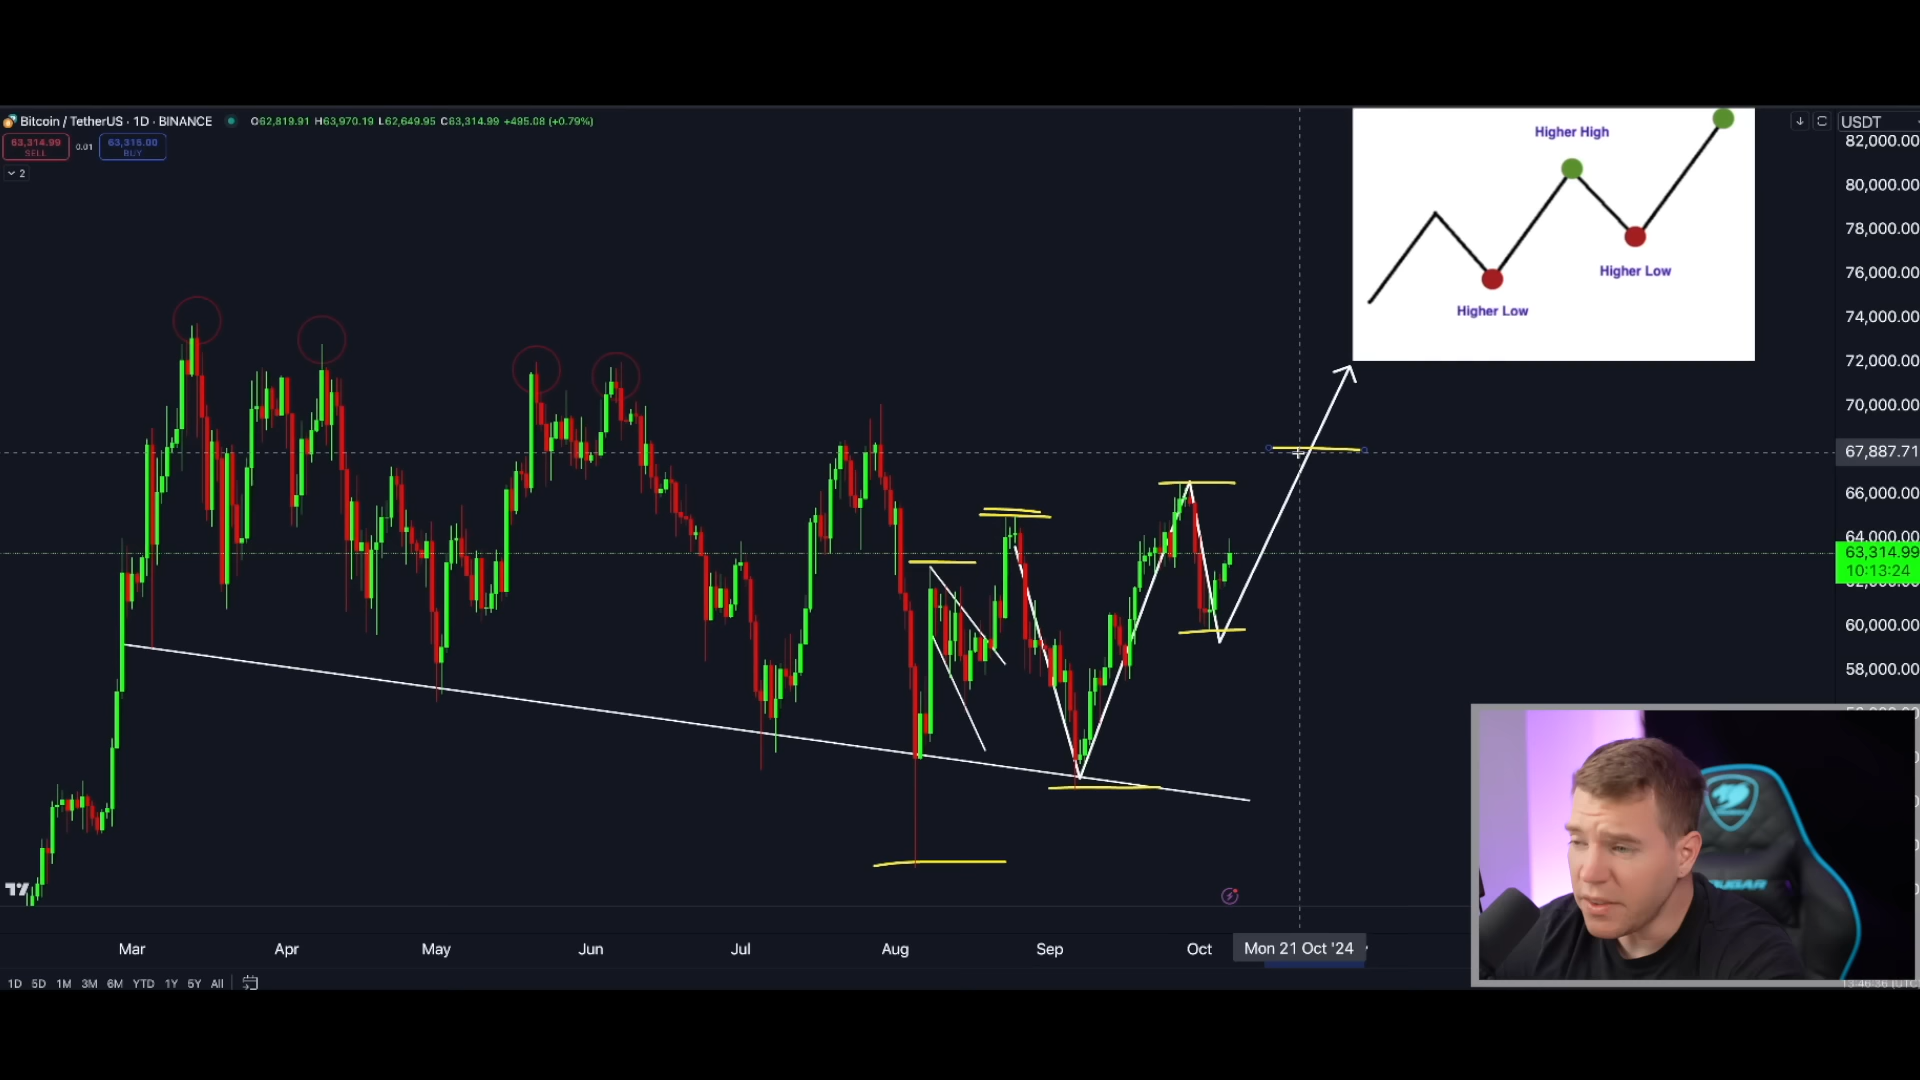 Bitcoin / TetherUS · 1D · BINANCE O62,819.91 H63,970.19 L62,649.95 C63,314.99 +495.08 (+0.79%)
63,314.99
SELL
0.01
63,315.00
BUY
2
USDT
82,000.00
80,000.00
78,000.00
76,000.00
74,000.00
72,000.00
70,000.00
67,887.71
66,000.00
64,000.00
63,314.99
10:13:24
60,000.00
58,000.00
Higher High
Higher Low
Higher Low
Mar Apr May Jun Jul Aug Sep Oct Mon 21 Oct '24
1D 5D 1M 3M 6M YTD 1Y 5Y All